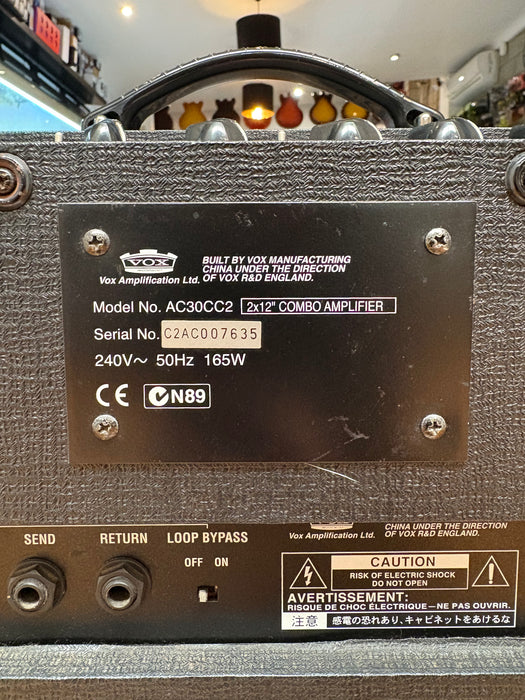 VOX
Vox Amplification Ltd.
BUILT BY VOX MANUFACTURING
CHINA UNDER THE DIRECTION
OF VOX R&D ENGLAND.
Model No. AC30CC2 2x12" COMBO AMPLIFIER
Serial No. C2AC007635
240V~ 50Hz 165W
CE N89
SEND RETURN LOOP BYPASS
OFF ON
Vox Amplification Ltd.
CHINA UNDER THE DIRECTION
OF VOX R&D ENGLAND.
CAUTION
RISK OF ELECTRIC SHOCK
DO NOT OPEN
AVERTISSEMENT:
RISQUE DE CHOC ÉLECTRIQUE—NE PAS OUVRIR.
注意 感電の恐れあり、キャビネットをあけるな